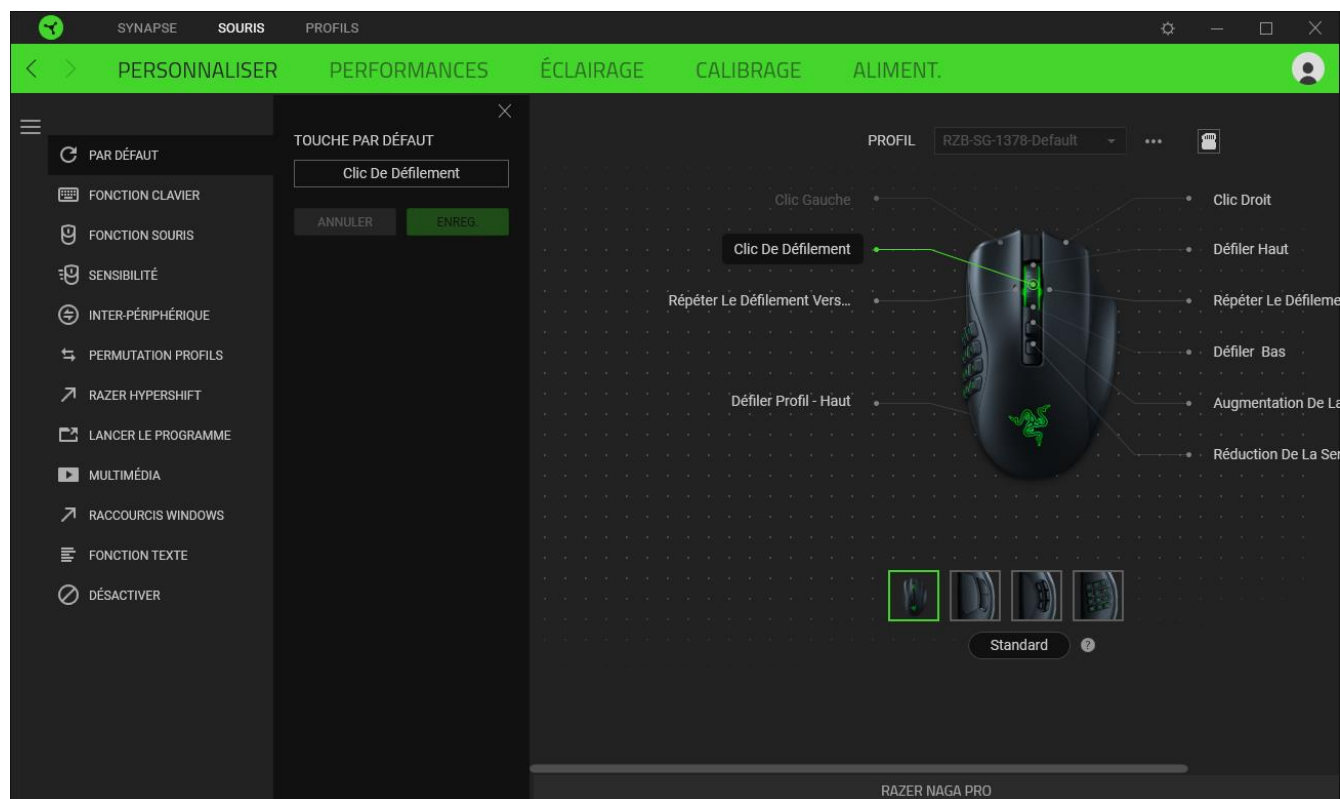 SYNAPSE SOURIS PROFILS
PERSONNALISER PERFORMANCES ÉCLAIRAGE CALIBRAGE ALIMENT.
PAR DÉFAUT
FONCTION CLAVIER
FONCTION SOURIS
SENSIBILITÉ
INTER-PÉRIPHÉRIQUE
PERMUTATION PROFILS
RAZER HYPERSHIFT
LANCER LE PROGRAMME
MULTIMÉDIA
RACCOURCIS WINDOWS
FONCTION TEXTE
DÉSACTIVER
TOUCHE PAR DÉFAUT
Clic De Défilement
ANNULER ENREG.
PROFIL RZB-SG-1378-Default
Clic Gauche
Clic De Défilement
Répéter Le Défilement Vers...
Défiler Profil - Haut
Clic Droit
Défiler Haut
Répéter Le Défileme
Défiler Bas
Augmentation De La
Réduction De La Ser
Standard ?
RAZER NAGA PRO